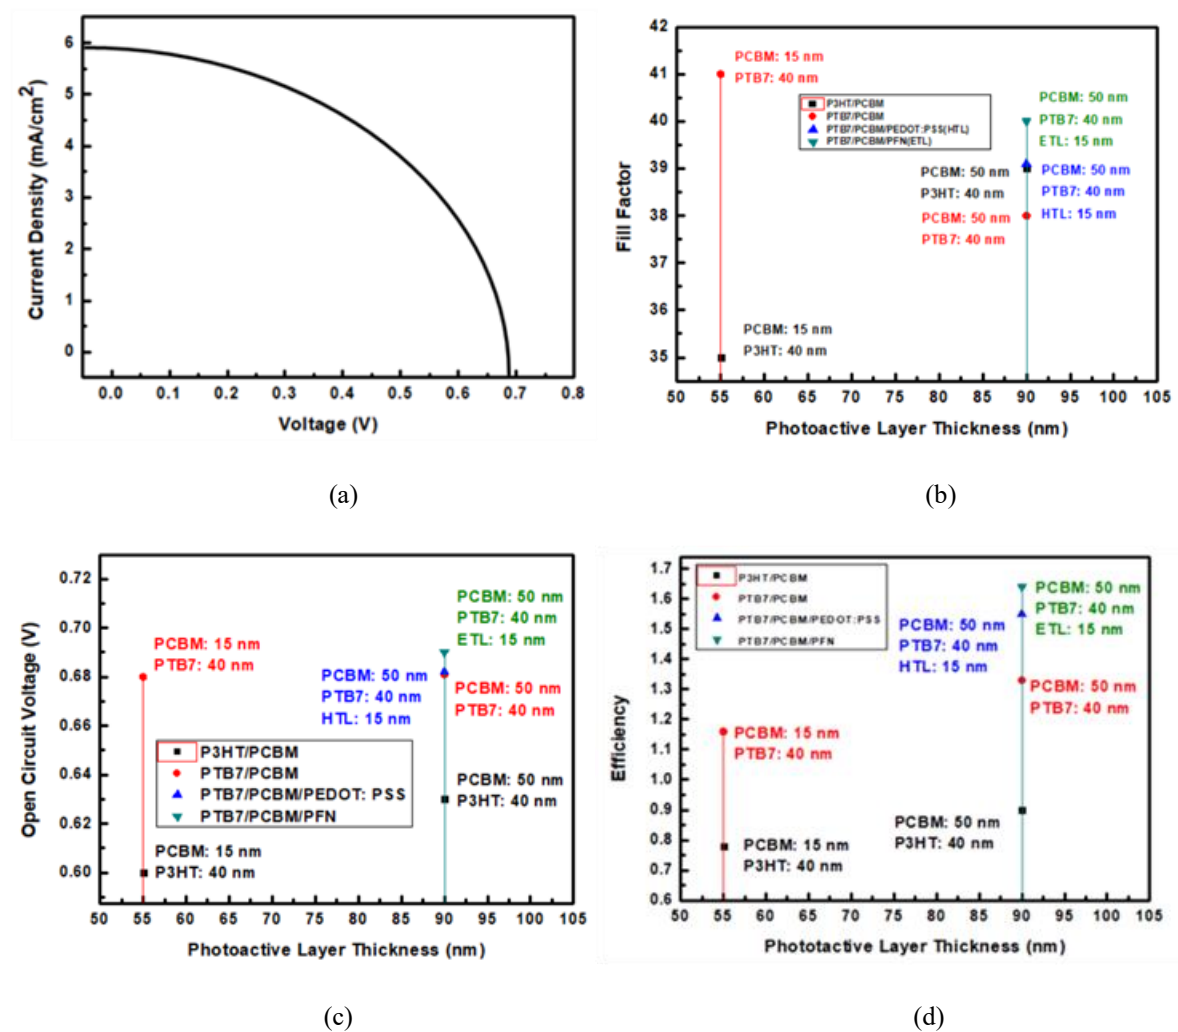 Current Density (mA/cm²)
6
5
4
3
2
1
0
0.0 0.1 0.2 0.3 0.4 0.5 0.6 0.7 0.8
Voltage (V)
(a)
Fill Factor
42
41
40
39
38
37
36
35
PCBM: 15 nm
PTB7: 40 nm
P3HT/PCBM
PTB7/PCBM
PTB7/PCBM/PEDOT:PSS(HTL)
PTB7/PCBM/PFN(ETL)
PCBM: 50 nm
PTB7: 40 nm
ETL: 15 nm
PCBM: 50 nm
P3HT: 40 nm
PCBM: 50 nm
PTB7: 40 nm
HTL: 15 nm
PCBM: 50 nm
PTB7: 40 nm
PCBM: 15 nm
P3HT: 40 nm
50 55 60 65 70 75 80 85 90 95 100 105
Photoactive Layer Thickness (nm)
(b)
Open Circuit Voltage (V)
0.72
0.70
0.68
0.66
0.64
0.62
0.60
PCBM: 15 nm
PTB7: 40 nm
PCBM: 50 nm
PTB7: 40 nm
ETL: 15 nm
PCBM: 50 nm
PTB7: 40 nm
HTL: 15 nm
PCBM: 50 nm
PTB7: 40 nm
P3HT/PCBM
PTB7/PCBM
PTB7/PCBM/PEDOT: PSS
PTB7/PCBM/PFN
PCBM: 50 nm
P3HT: 40 nm
PCBM: 15 nm
P3HT: 40 nm
50 55 60 65 70 75 80 85 90 95 100 105
Photoactive Layer Thickness (nm)
(c)
Efficiency
1.7
1.6
1.5
1.4
1.3
1.2
1.1
1.0
0.9
0.8
0.7
0.6
P3HT/PCBM
PTB7/PCBM
PTB7/PCBM/PEDOT:PSS
PTB7/PCBM/PFN
PCBM: 50 nm
PTB7: 40 nm
ETL: 15 nm
PCBM: 50 nm
PTB7: 40 nm
HTL: 15 nm
PCBM: 50 nm
PTB7: 40 nm
PCBM: 15 nm
PTB7: 40 nm
PCBM: 50 nm
P3HT: 40 nm
PCBM: 15 nm
P3HT: 40 nm
50 55 60 65 70 75 80 85 90 95 100 105
Phototactive Layer Thickness (nm)
(d)